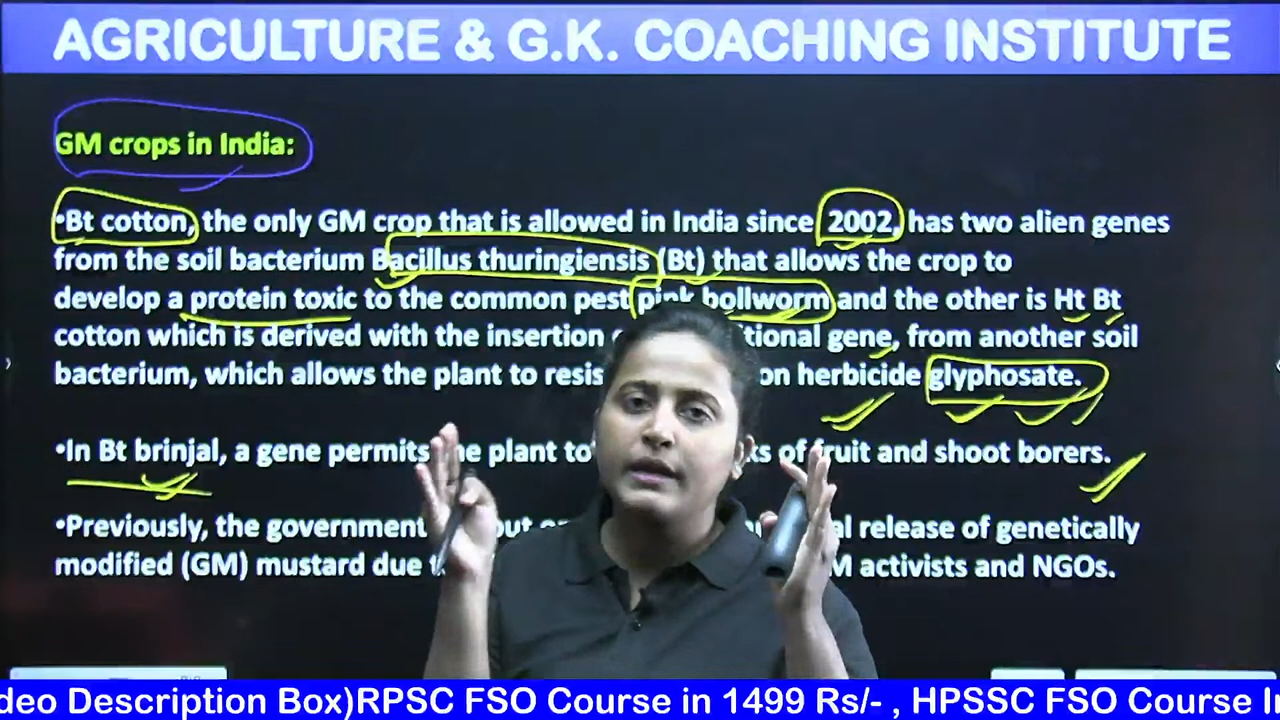 AGRICULTURE & G.K. COACHING INSTITUTE
GM crops in India:
•Bt cotton, the only GM crop that is allowed in India since 2002, has two alien genes
from the soil bacterium Bacillus thuringiensis (Bt) that allows the crop to
develop a protein toxic to the common pest pink bollworm and the other is Ht Bt
cotton which is derived with the insertion gene, from another soil
bacterium, which allows the plant to herbicide glyphosate.
•In Bt brinjal, a gene permits plant of fruit and shoot borers.
•Previously, the government release of genetically
modified (GM) mustard due activists and NGOs.
Description Box)RPSC FSO Course in 1499 Rs/- , HPSSC FSO Course